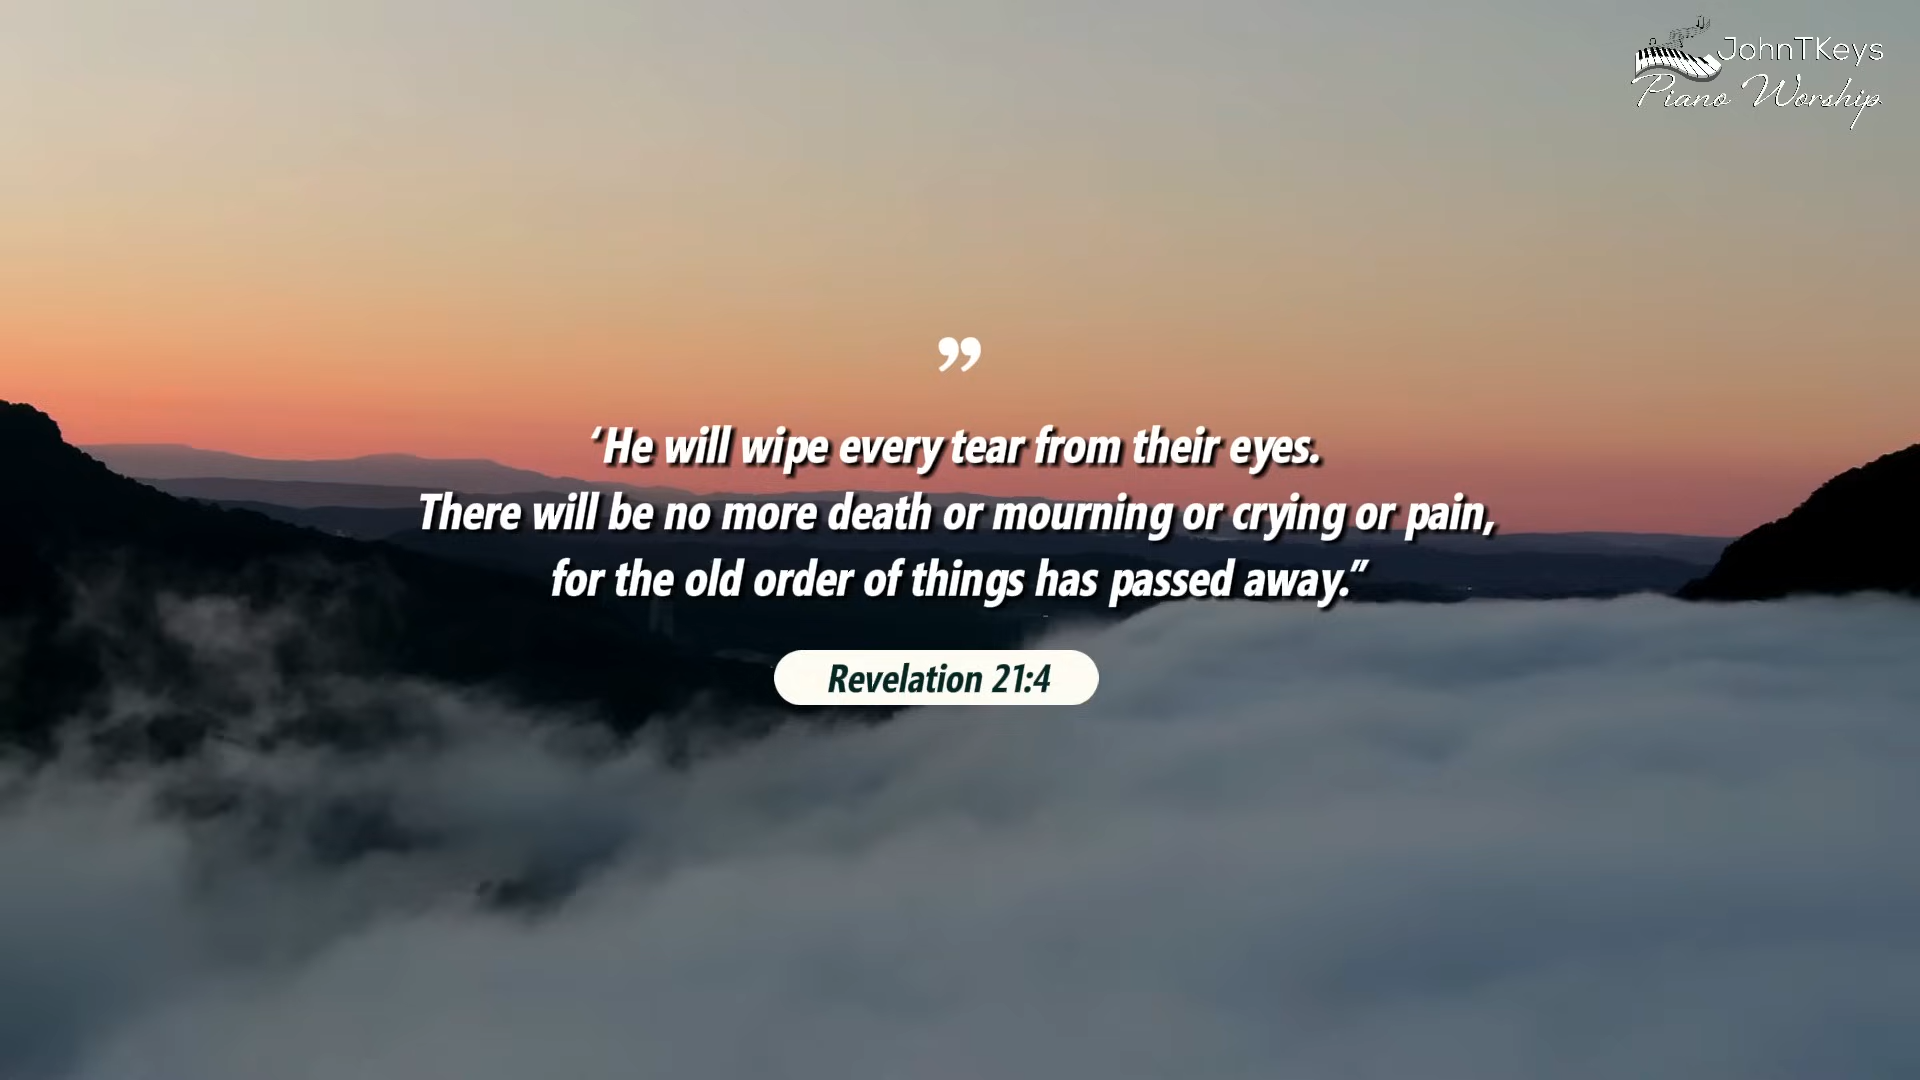 JohnTKeys
Piano Worship
”
‘He will wipe every tear from their eyes.
There will be no more death or mourning or crying or pain,
for the old order of things has passed away.”
Revelation 21:4